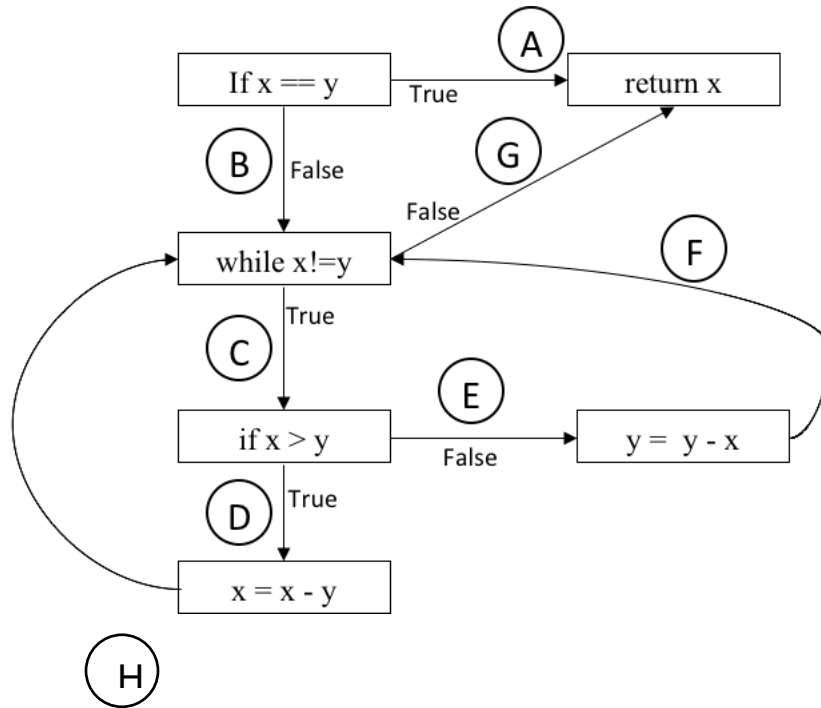 A
If x == y
True
return x
B
False
G
False
while x!=y
F
True
C
E
if x > y
False
y = y - x
True
D
x = x - y
H